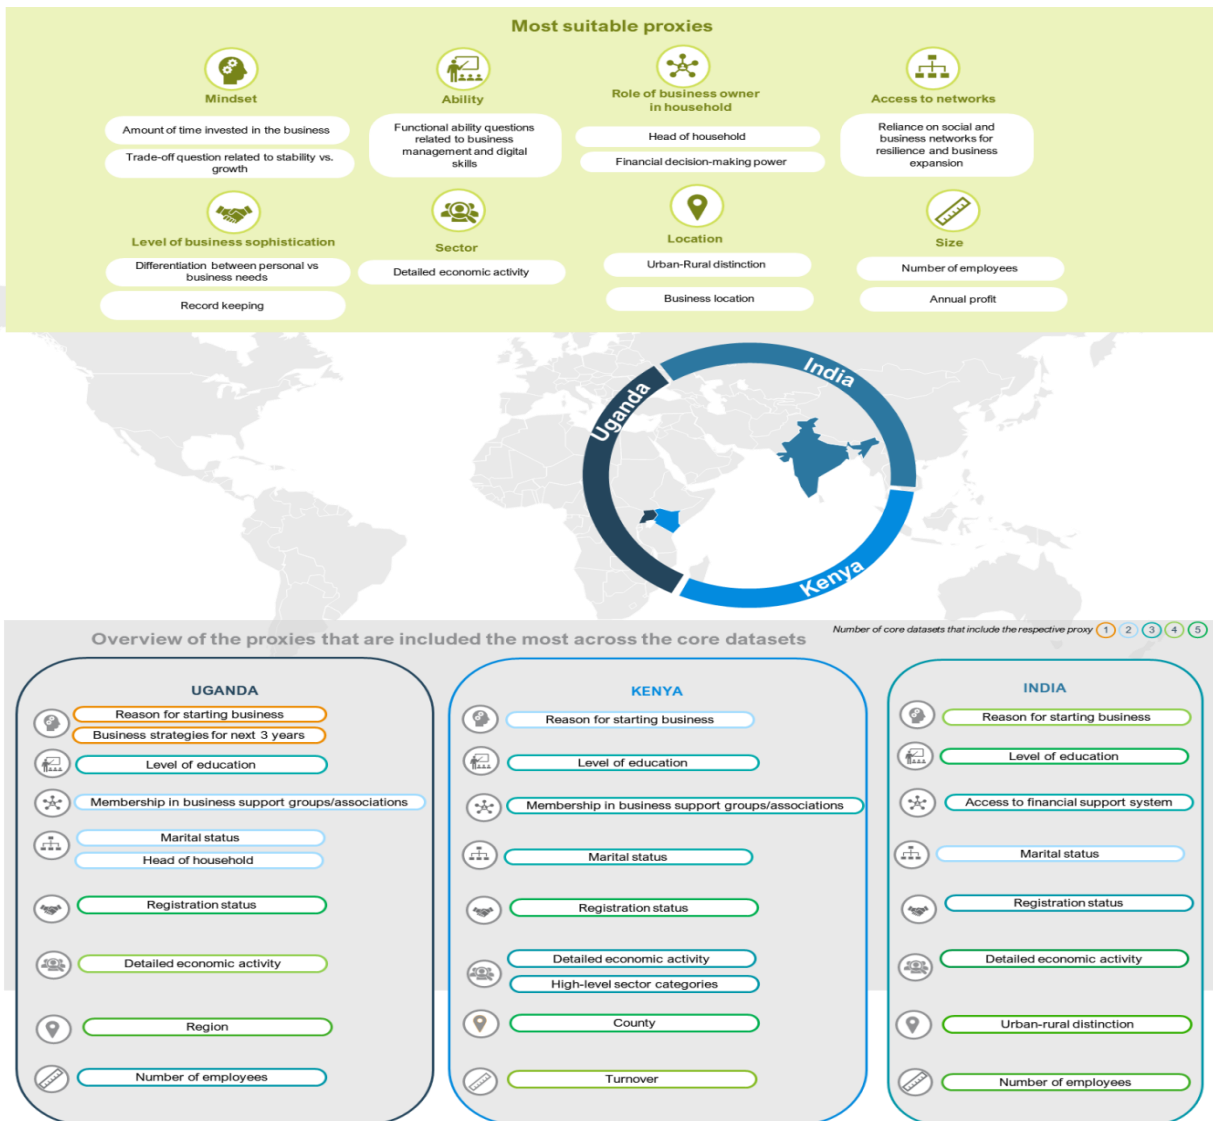 Most suitable proxies
Mindset
Amount of time invested in the business
Trade-off question related to stability vs.
growth
Ability
Functional ability questions
related to business
management and digital
skills
Role of business owner
in household
Head of household
Financial decision-making power
Access to networks
Reliance on social and
business networks for
resilience and business
expansion
Level of business sophistication
Differentiation between personal vs
business needs
Record keeping
Sector
Detailed economic activity
Location
Urban-Rural distinction
Business location
Size
Number of employees
Annual profit
Uganda
India
Kenya
Overview of the proxies that are included the most across the core datasets
Number of core datasets that include the respective proxy 1 2 3 4 5
UGANDA
Reason for starting business
Business strategies for next 3 years
Level of education
Membership in business support groups/associations
Marital status
Head of household
Registration status
Detailed economic activity
Region
Number of employees
KENYA
Reason for starting business
Level of education
Membership in business support groups/associations
Marital status
Registration status
Detailed economic activity
High-level sector categories
County
Turnover
INDIA
Reason for starting business
Level of education
Access to financial support system
Marital status
Registration status
Detailed economic activity
Urban-rural distinction
Number of employees